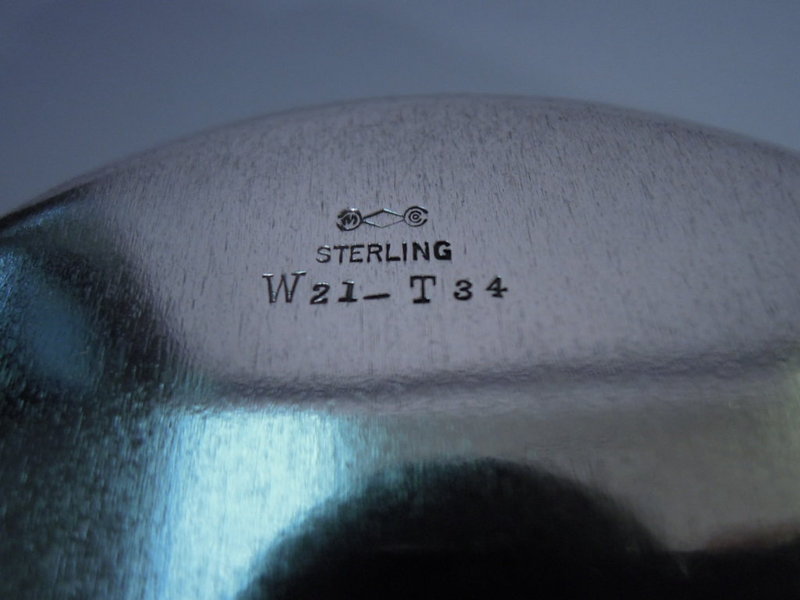 M C
STERLING
W21-T34